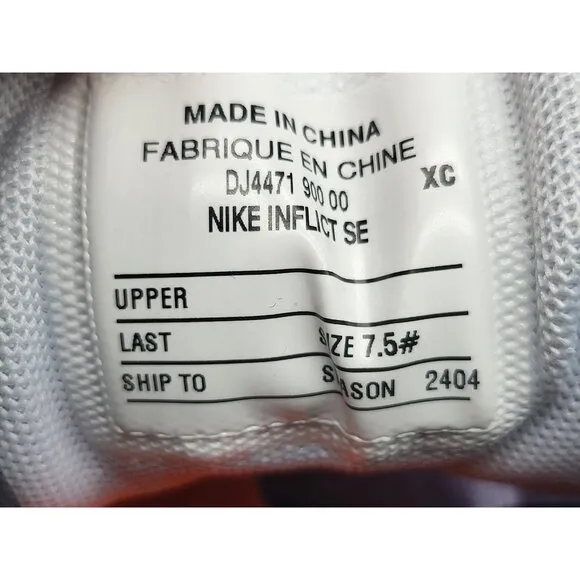 MADE IN CHINA
FABRIQUE EN CHINE
DJ4471 900 00 XC
NIKE INFLICT SE
UPPER
LAST SIZE 7.5#
SHIP TO SEASON 2404